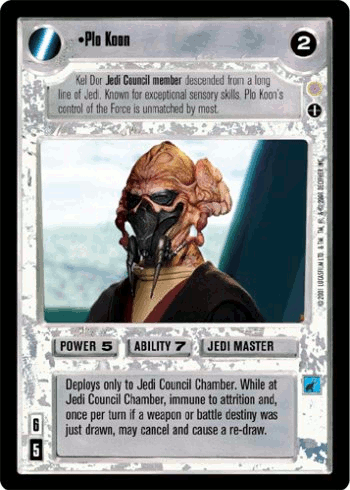 •Plo Koon
2
Kel Dor Jedi Council member descended from a long
line of Jedi. Known for exceptional sensory skills. Plo Koon's
control of the Force is unmatched by most.
POWER 5
ABILITY 7
JEDI MASTER
Deploys only to Jedi Council Chamber. While at
Jedi Council Chamber, immune to attrition and,
once per turn if a weapon or battle destiny was
just drawn, may cancel and cause a re-draw.
6
5